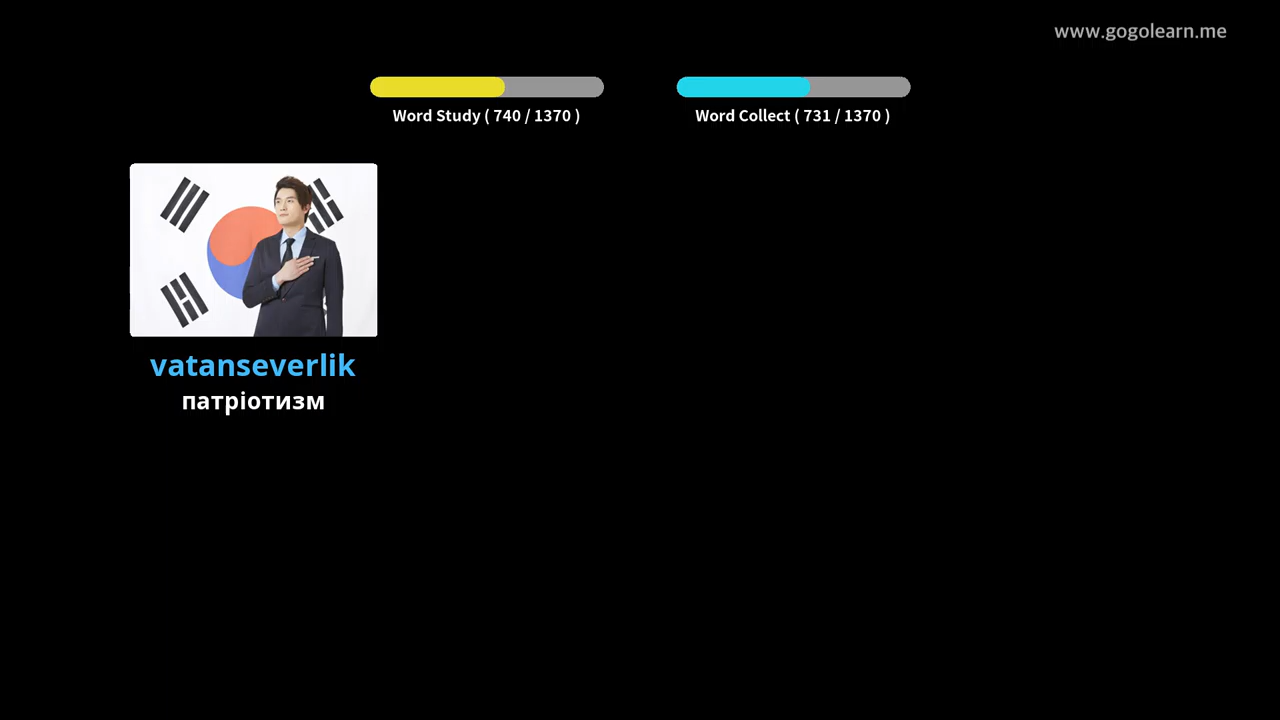 www.gogolearn.me
Word Study ( 740 / 1370 )
Word Collect ( 731 / 1370 )
vatanseverlik
патріотизм